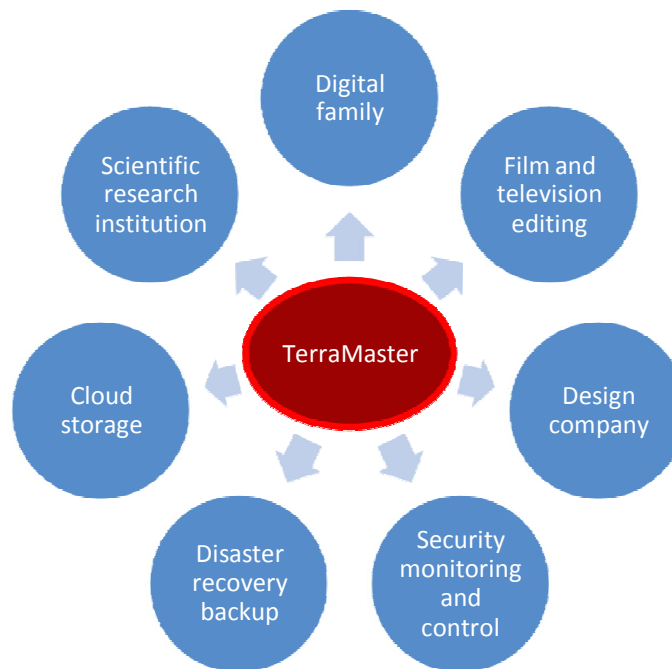 Digital
family
Film and
television
editing
Design
company
Security
monitoring
and
control
Disaster
recovery
backup
Cloud
storage
Scientific
research
institution
TerraMaster